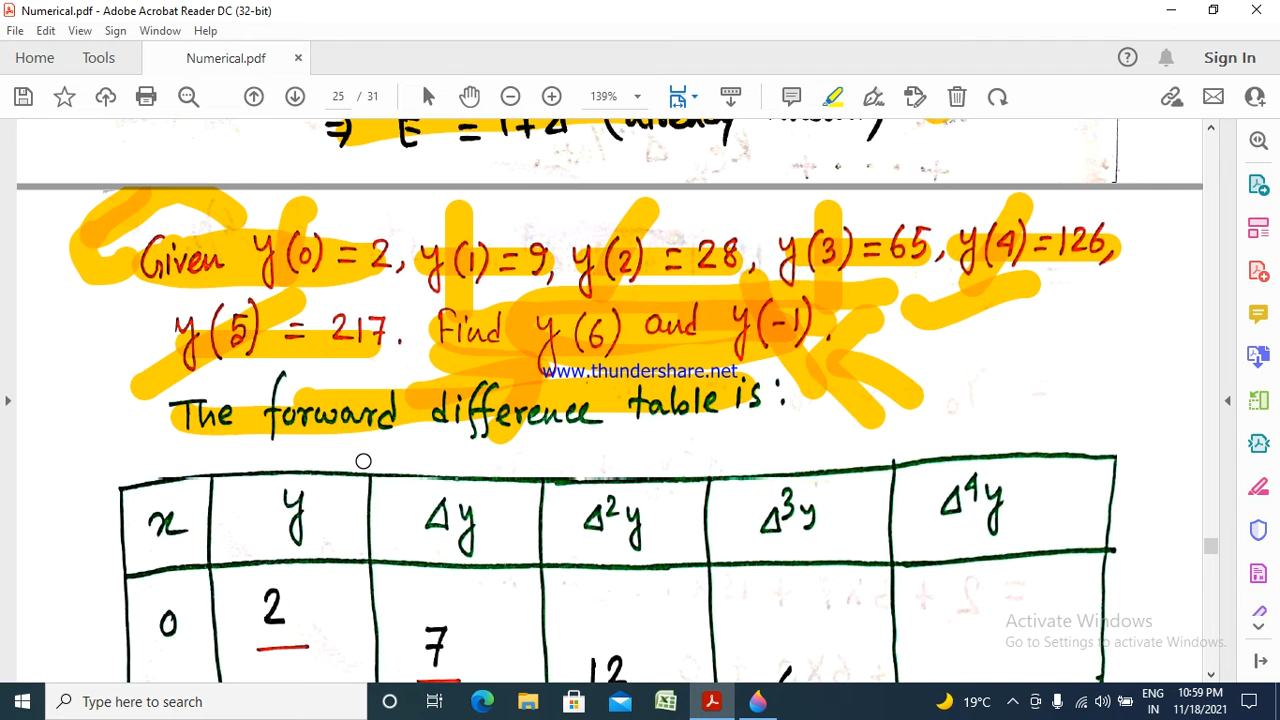 Numerical.pdf - Adobe Acrobat Reader DC (32-bit)
File Edit View Sign Window Help
Home Tools Numerical.pdf × Sign In
25 / 31 139%
⇒ E = 1+Δ
Given y(0) = 2, y(1) = 9, y(2) = 28, y(3) = 65, y(4) = 126,
y(5) = 217. Find y(6) and y(-1).
www.thundershare.net
The forward difference table is:
x y Δy Δ²y Δ³y Δ⁴y
0 2
7
12
Activate Windows
Go to Settings to activate Windows.
Type here to search
19°C ENG 10:59 PM
IN 11/18/2021